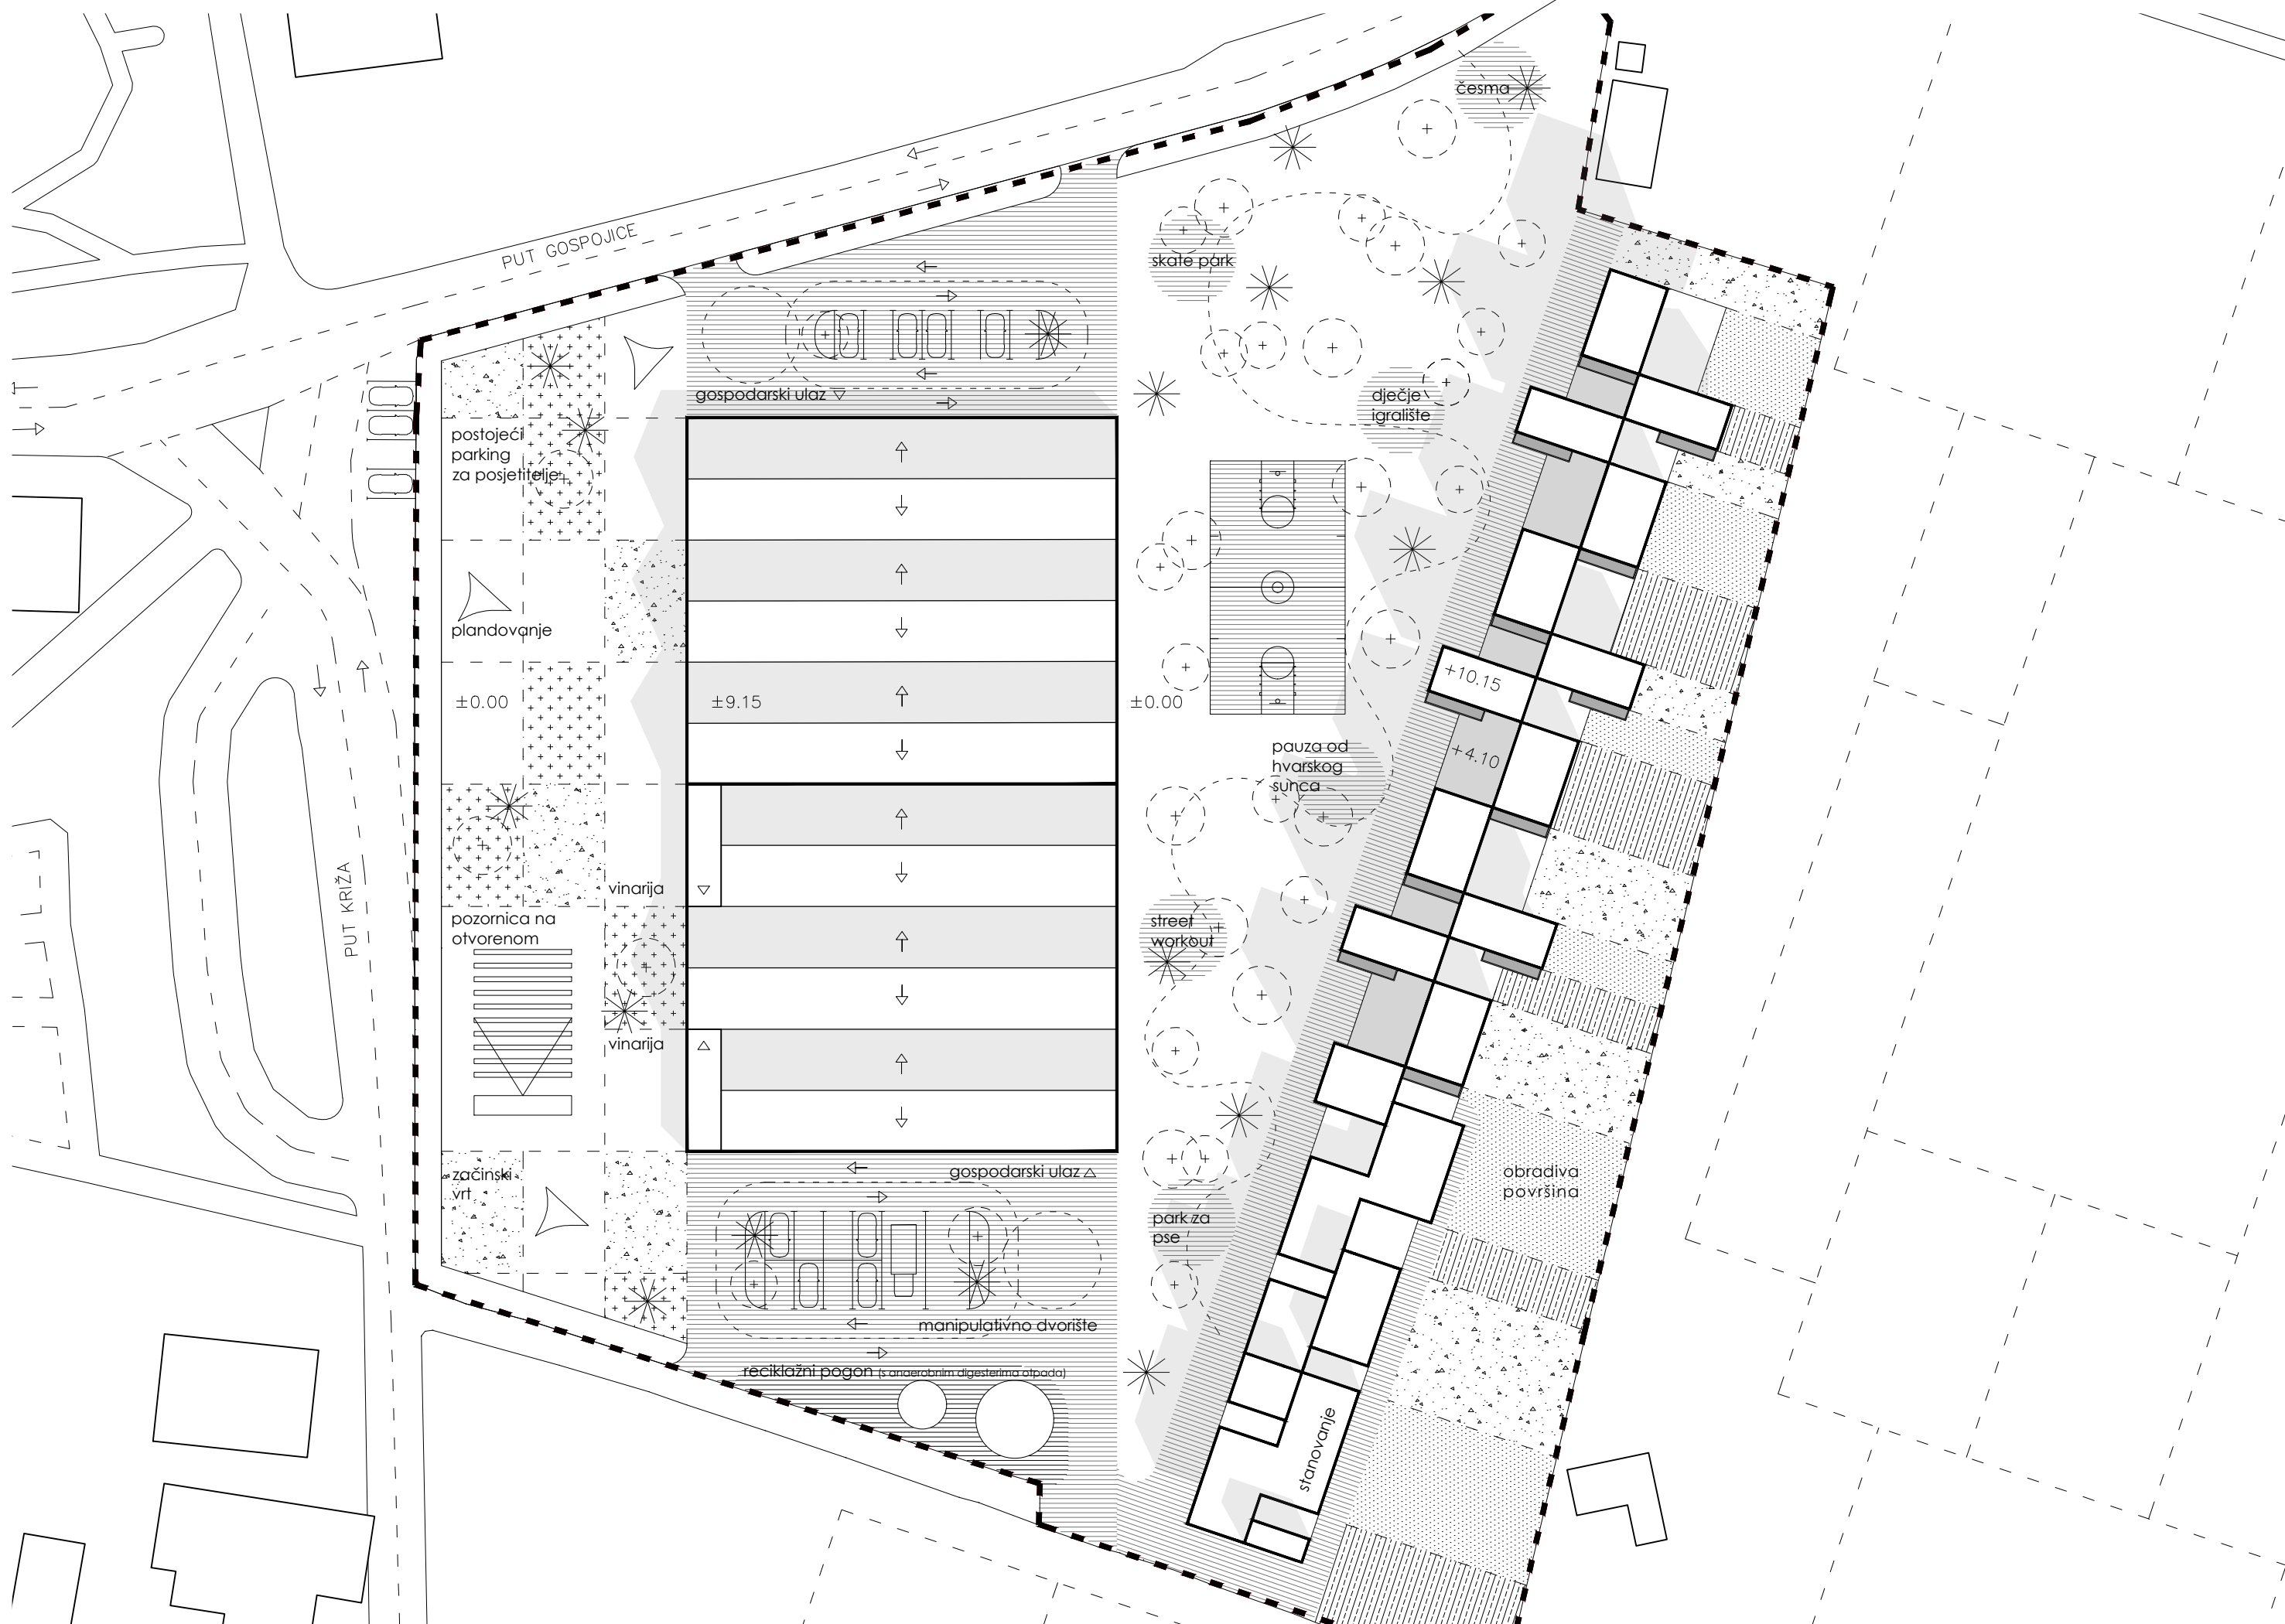 česma
PUT GOSPOJICE
skate park
gospodarski ulaz
dječje
igralište
postojeći
parking
za posjetitelje
plandovanje
±0.00
±9.15
±0.00
+10.15
+4.10
pauza od
hvarskog
sunca
PUT KRIŽA
vinarija
pozornica na
otvorenom
street
workout
vinarija
začinski
vrt
gospodarski ulaz
obradiva
površina
park za
pse
manipulativno dvorište
reciklažni pogon (s anaerobnim digesterima otpada)
stanovanje